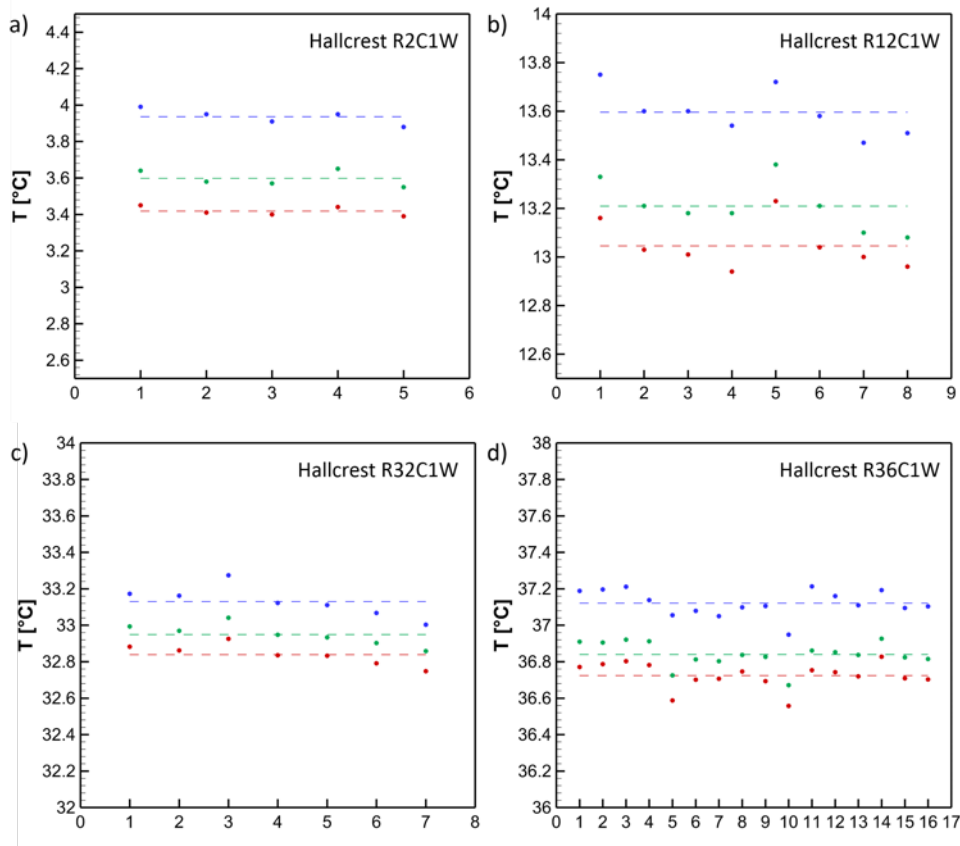 a)
Hallcrest R2C1W
T [°C]
4.4
4.2
4
3.8
3.6
3.4
3.2
3
2.8
2.6
0 1 2 3 4 5 6
b)
Hallcrest R12C1W
T [°C]
14
13.8
13.6
13.4
13.2
13
12.8
12.6
0 1 2 3 4 5 6 7 8 9
c)
Hallcrest R32C1W
T [°C]
34
33.8
33.6
33.4
33.2
33
32.8
32.6
32.4
32.2
32
0 1 2 3 4 5 6 7 8
d)
Hallcrest R36C1W
T [°C]
38
37.8
37.6
37.4
37.2
37
36.8
36.6
36.4
36.2
36
0 1 2 3 4 5 6 7 8 9 10 11 12 13 14 15 16 17